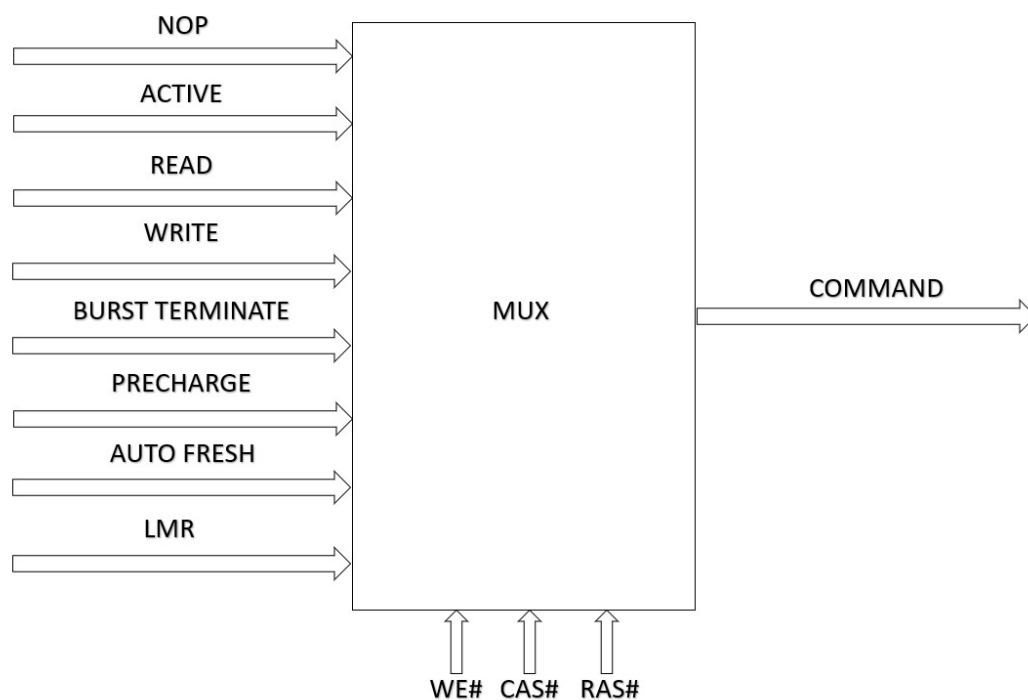 NOP
ACTIVE
READ
WRITE
BURST TERMINATE
PRECHARGE
AUTO FRESH
LMR
MUX
COMMAND
WE# CAS# RAS#